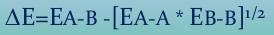 ΔE=EA-B -[EA-A * EB-B]1/2